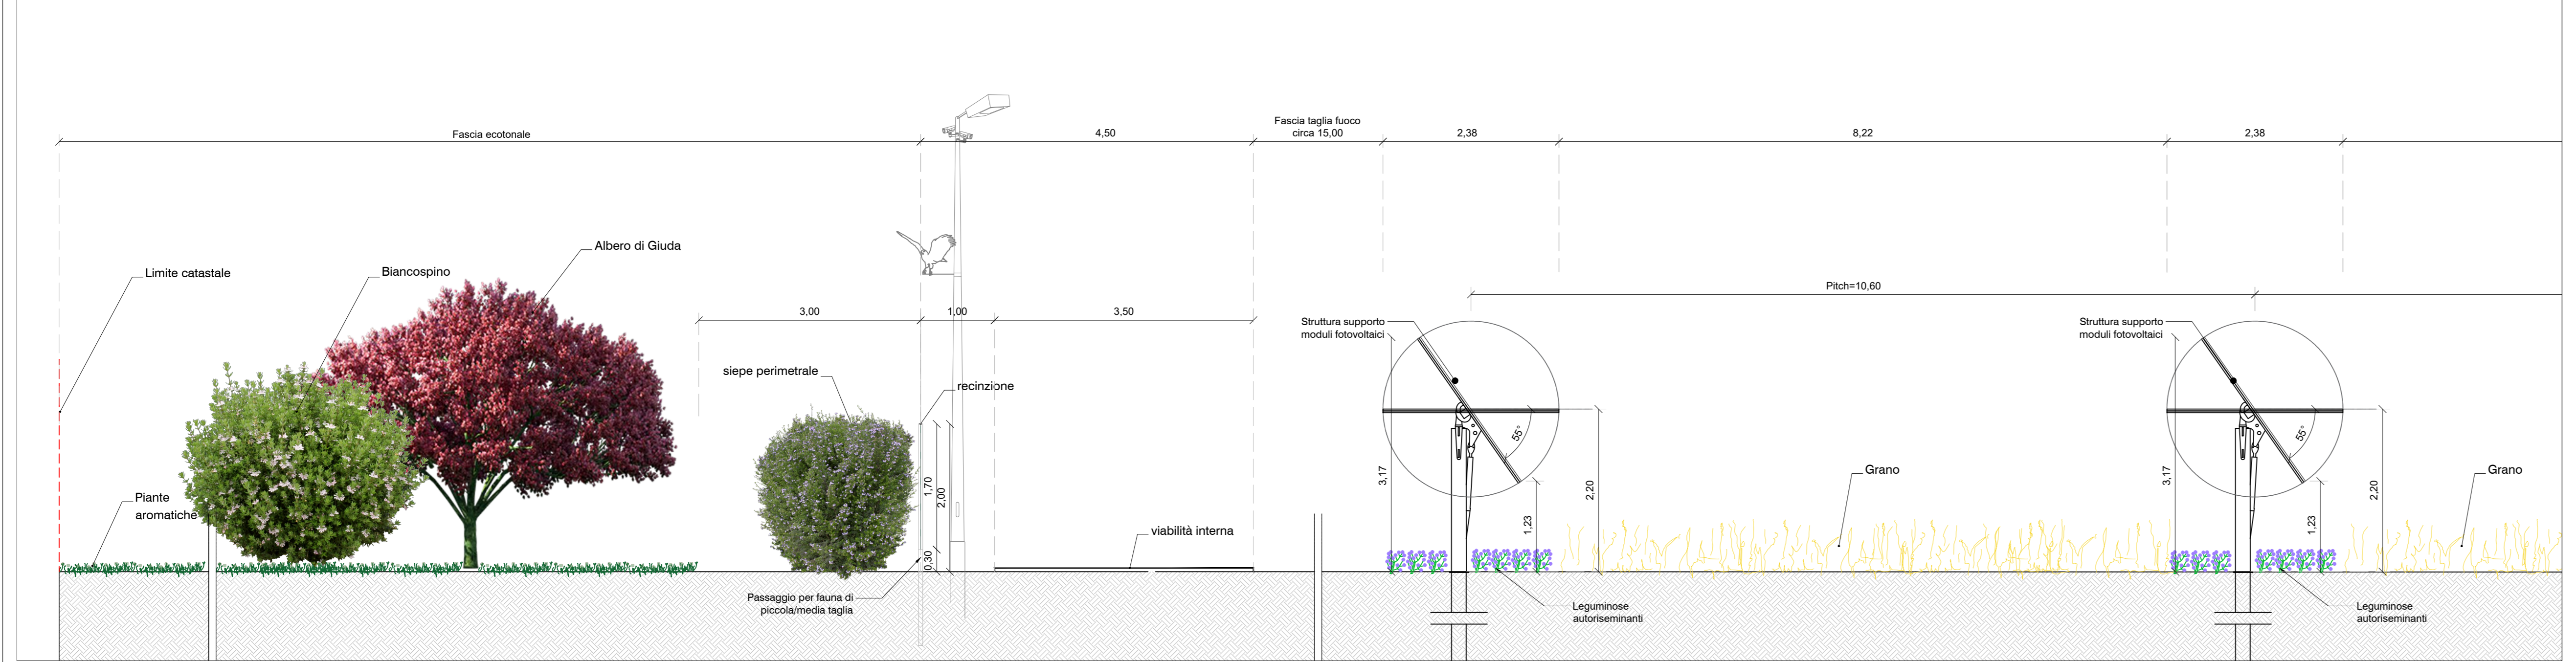 Fascia ecotonale
4,50
Fascia taglia fuoco
circa 15,00
2,38
8,22
2,38
Limite catastale
Biancospino
Albero di Giuda
3,00
1,00
3,50
Pitch=10,60
Struttura supporto
moduli fotovoltaici
Struttura supporto
moduli fotovoltaici
siepe perimetrale
recinzione
55°
55°
Piante
aromatiche
1,70
2,00
0,30
viabilità interna
3,17
1,23
2,20
Grano
3,17
1,23
2,20
Grano
Passaggio per fauna di
piccola/media taglia
Leguminose
autoriseminanti
Leguminose
autoriseminanti